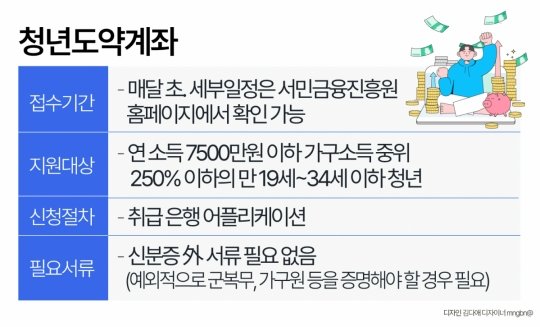 청년도약계좌
접수기간
- 매달 초. 세부일정은 서민금융진흥원
홈페이지에서 확인 가능
지원대상
- 연 소득 7500만원 이하 가구소득 중위
250% 이하의 만 19세~34세 이하 청년
신청절차
- 취급 은행 어플리케이션
필요서류
- 신분증 外 서류 필요 없음
(예외적으로 군복무, 가구원 등을 증명해야 할 경우 필요)
디자인 김다애 디자이너.mngbn@